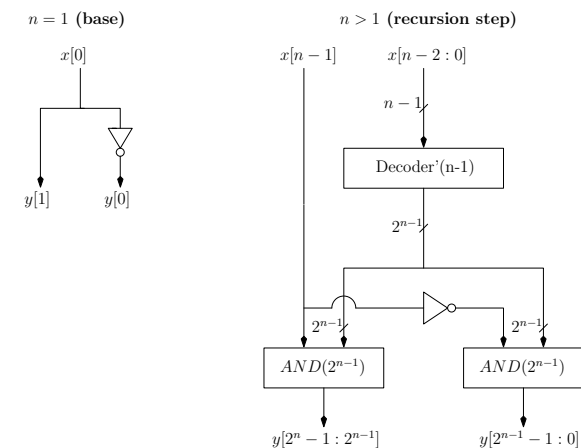 n = 1 (base)
x[0]
y[1]
y[0]
n > 1 (recursion step)
x[n − 1]
x[n − 2 : 0]
n − 1
Decoder'(n-1)
2^{n−1}
2^{n−1}
2^{n−1}
AND(2^{n−1})
AND(2^{n−1})
y[2^n − 1 : 2^{n−1}]
y[2^{n−1} − 1 : 0]